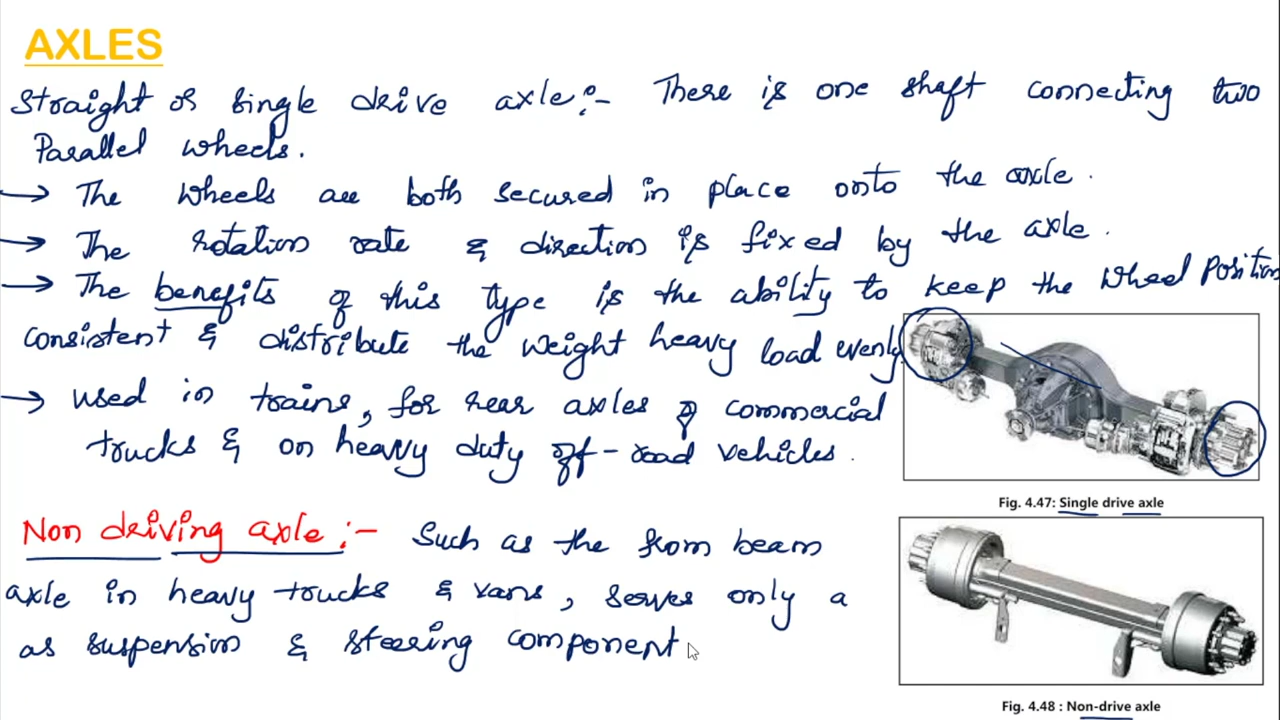 AXLES
Straight or single drive axle:- There is one shaft connecting two
Parallel wheels.
→ The wheels are both secured in place onto the axle.
→ The rotation rate & direction is fixed by the axle.
→ The benefits of this type is the ability to keep the wheel position
consistent & distribute the weight heavy load evenly.
→ used in trains, for rear axles of commercial
trucks & on heavy duty off-road vehicles.
Fig. 4.47: Single drive axle
Non driving axle:- Such as the from beam
axle in heavy trucks & vans, serves only a
as suspension & steering component
Fig. 4.48 : Non-drive axle